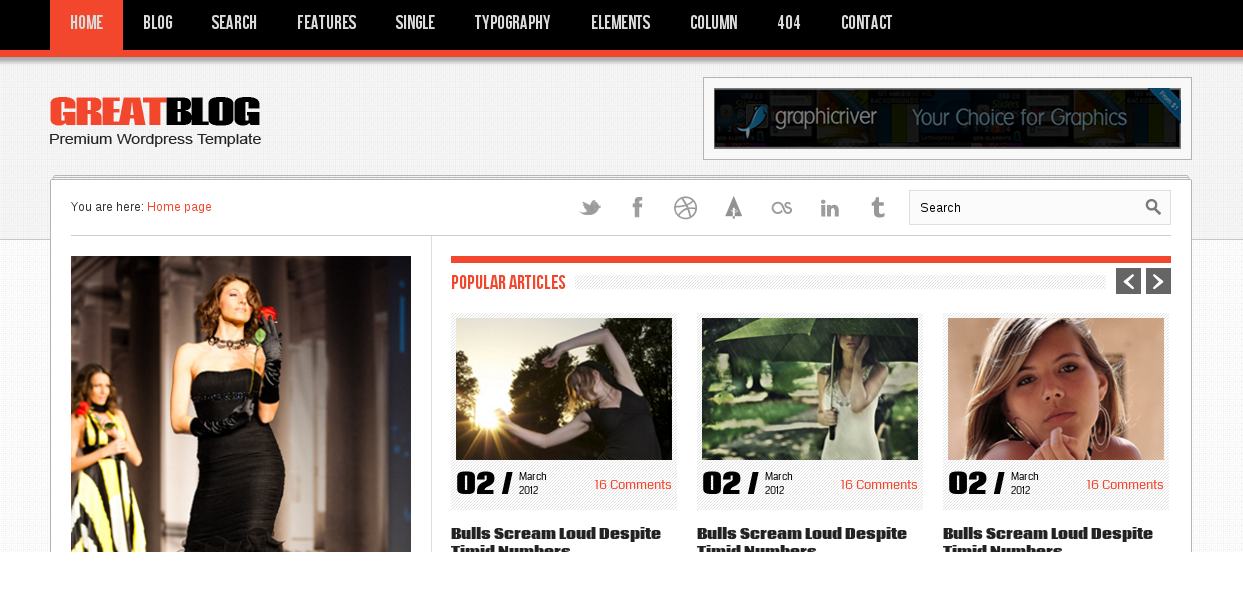 HOME BLOG SEARCH FEATURES SINGLE TYPOGRAPHY ELEMENTS COLUMN 404 CONTACT
GREATBLOG
Premium Wordpress Template
graphicriver Your Choice for Graphics
From $1
You are here: Home page
Search
POPULAR ARTICLES
02 / March 2012 16 Comments
02 / March 2012 16 Comments
02 / March 2012 16 Comments
Bulls Scream Loud Despite
Timid Numbers
Bulls Scream Loud Despite
Timid Numbers
Bulls Scream Loud Despite
Timid Numbers